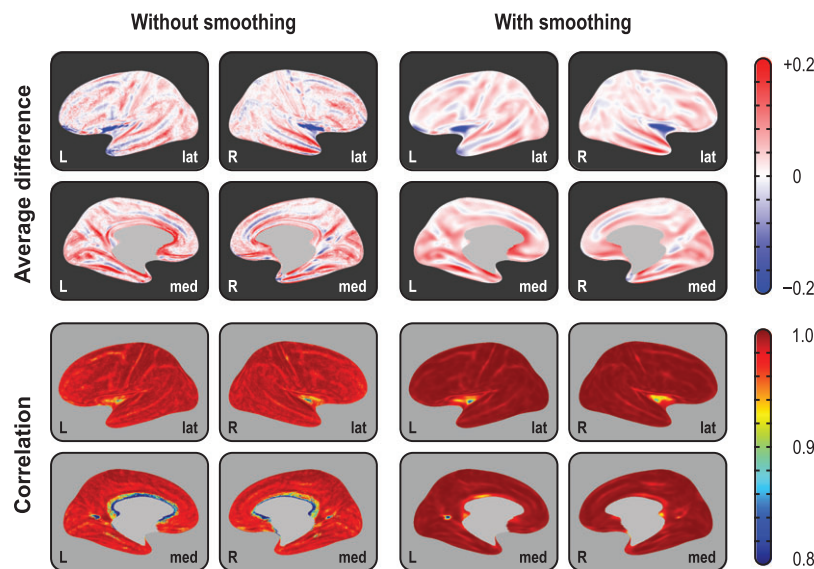 Without smoothing
With smoothing
Average difference
L lat
R lat
L lat
R lat
+0.2
0
−0.2
L med
R med
L med
R med
Correlation
L lat
R lat
L lat
R lat
1.0
0.9
0.8
L med
R med
L med
R med